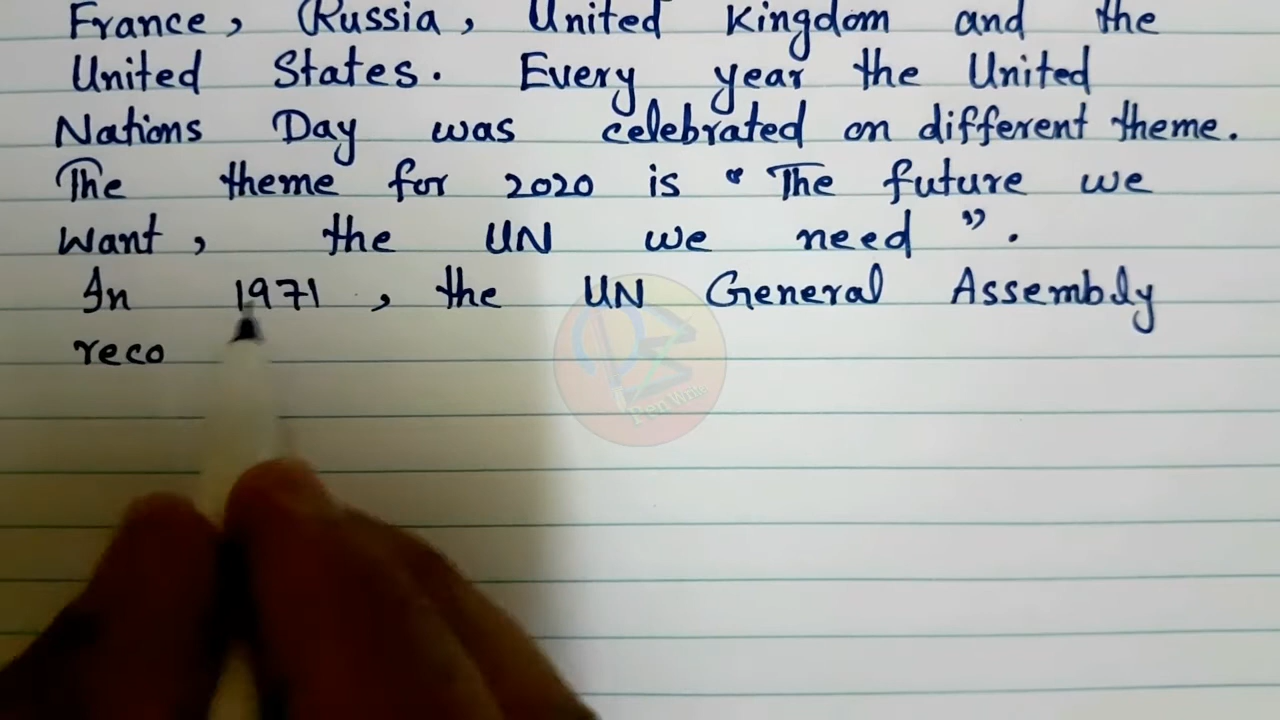 France, Russia, United Kingdom and the
United States. Every year the United
Nations Day was celebrated on different theme.
The theme for 2020 is "The future we
want, the UN we need".
In 1971, the UN General Assembly
reco
Pen Write